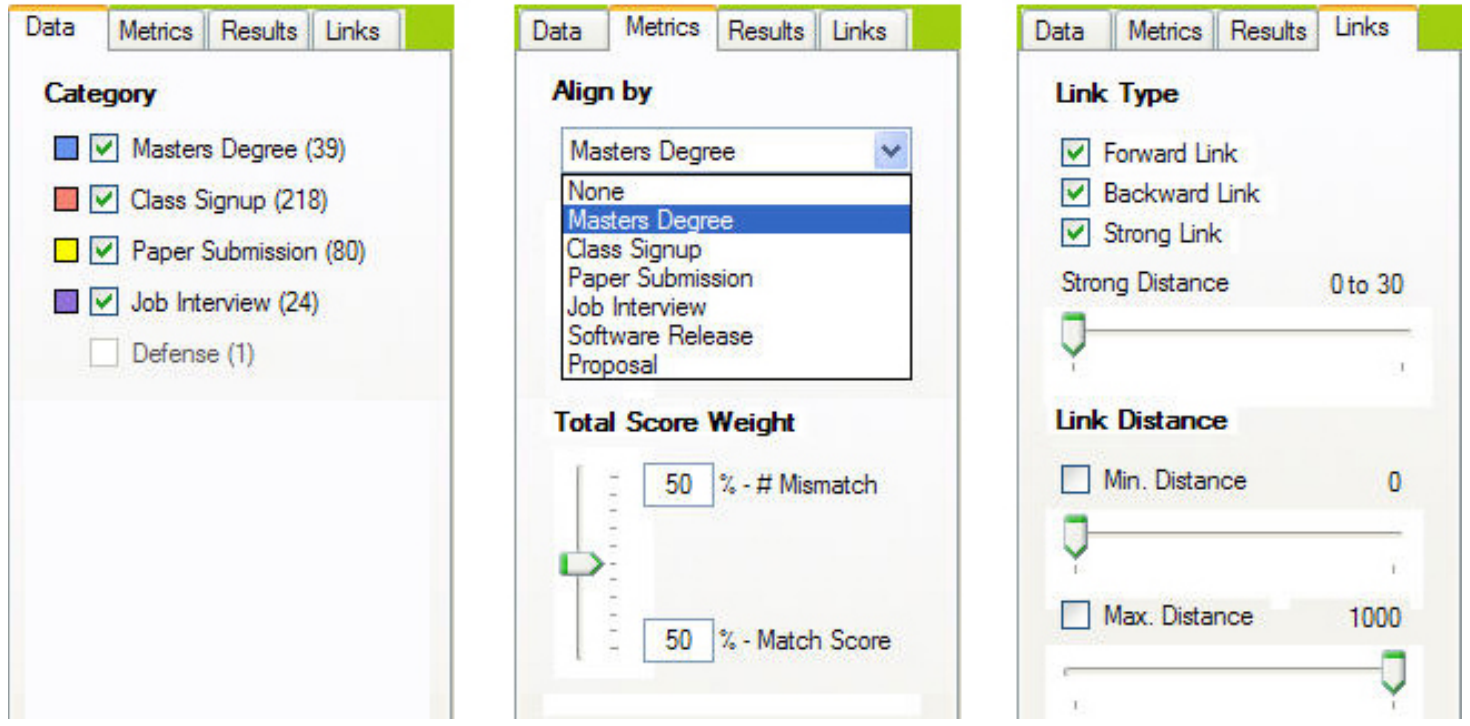 Data Metrics Results Links
Category
Masters Degree (39)
Class Signup (218)
Paper Submission (80)
Job Interview (24)
Defense (1)
Data Metrics Results Links
Align by
Masters Degree
None
Masters Degree
Class Signup
Paper Submission
Job Interview
Software Release
Proposal
Total Score Weight
50 % - # Mismatch
50 % - Match Score
Data Metrics Results Links
Link Type
Forward Link
Backward Link
Strong Link
Strong Distance 0 to 30
Link Distance
Min. Distance 0
Max. Distance 1000